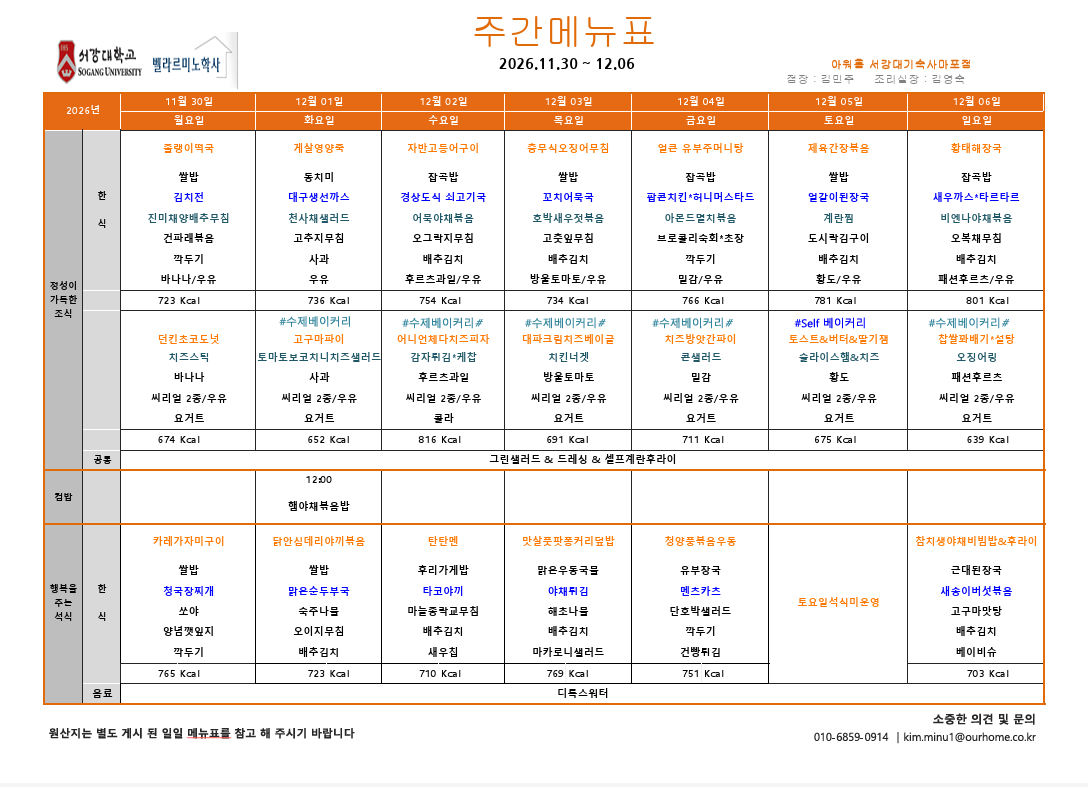 주간메뉴표
2026.11.30 ~ 12.06
서강대학교
SOGANG UNIVERSITY
벨라르미노학사
아워홈 서강대기숙사마포점
점장 : 김민주 조리실장 : 김영숙
2026년 11월 30일 12월 01일 12월 02일 12월 03일 12월 04일 12월 05일 12월 06일
월요일 화요일 수요일 목요일 금요일 토요일 일요일
정성이
가득한
조식
한
식
즐랭이떡국 게살영양죽 자반고등어구이 충무식오징어무침 얼큰 유부주머니탕 제육간장볶음 황태해장국
쌀밥 동치미 잡곡밥 쌀밥 잡곡밥 쌀밥 잡곡밥
김치전 대구생선까스 경상도식 쇠고기국 꼬치어묵국 팝콘치킨*허니머스타드 얼갈이된장국 새우까스*타르타르
진미채양배추무침 천사채샐러드 어묵야채볶음 호박새우젓볶음 아몬드멸치볶음 계란찜 비엔나야채볶음
건파래볶음 고추지무침 오그락지무침 고춧잎무침 브로콜리숙회*초장 도시락김구이 오복채무침
깍두기 사과 배추김치 배추김치 깍두기 배추김치 배추김치
바나나/우유 우유 후르츠과일/우유 방울토마토/우유 밀감/우유 황도/우유 패션후르츠/우유
723 Kcal 736 Kcal 754 Kcal 734 Kcal 766 Kcal 781 Kcal 801 Kcal
#수제베이커리 #수제베이커리# #수제베이커리# #수제베이커리# #Self 베이커리 #수제베이커리#
던킨초코도넛 고구마파이 어니언체다치즈피자 대파크림치즈베이글 치즈방앗간파이 토스트&버터&딸기잼 찹쌀꽈배기*설탕
치즈스틱 토마토보코치니치즈샐러드 감자튀김*케찹 치킨너겟 콘샐러드 슬라이스햄&치즈 오징어링
바나나 사과 후르츠과일 방울토마토 밀감 황도 패션후르츠
씨리얼 2종/우유 씨리얼 2종/우유 씨리얼 2종/우유 씨리얼 2종/우유 씨리얼 2종/우유 씨리얼 2종/우유 씨리얼 2종/우유
요거트 요거트 쿨라 요거트 요거트 요거트 요거트
674 Kcal 652 Kcal 816 Kcal 691 Kcal 711 Kcal 675 Kcal 639 Kcal
공통 그린샐러드 & 드레싱 & 셀프계란후라이
컵밥
12:00
햄야채볶음밥
행복을
주는
석식
한
식
카레가자미구이 닭안심데리야끼볶음 탄탄멘 맛살풋팟퐁커리덮밥 청양풍볶음우동 참치생야채비빔밥&후라이
쌀밥 쌀밥 후리가게밥 맑은우동국물 유부장국 근대된장국
청국장찌개 맑은순두부국 타코야끼 야채튀김 멘츠카츠 새송이버섯볶음
쏘야 숙주나물 마늘종락교무침 해초나물 단호박샐러드 고구마맛탕
토요일석식미운영
양념깻잎지 오이지무침 배추김치 배추김치 깍두기 배추김치
깍두기 배추김치 새우칩 마카로니샐러드 건빵튀김 베이비슈
765 Kcal 723 Kcal 710 Kcal 769 Kcal 751 Kcal 703 Kcal
음료 디톡스워터
소중한 의견 및 문의
원산지는 별도 게시 된 일일 메뉴표를 참고 해 주시기 바랍니다
010-6859-0914 | kim.minu1@ourhome.co.kr